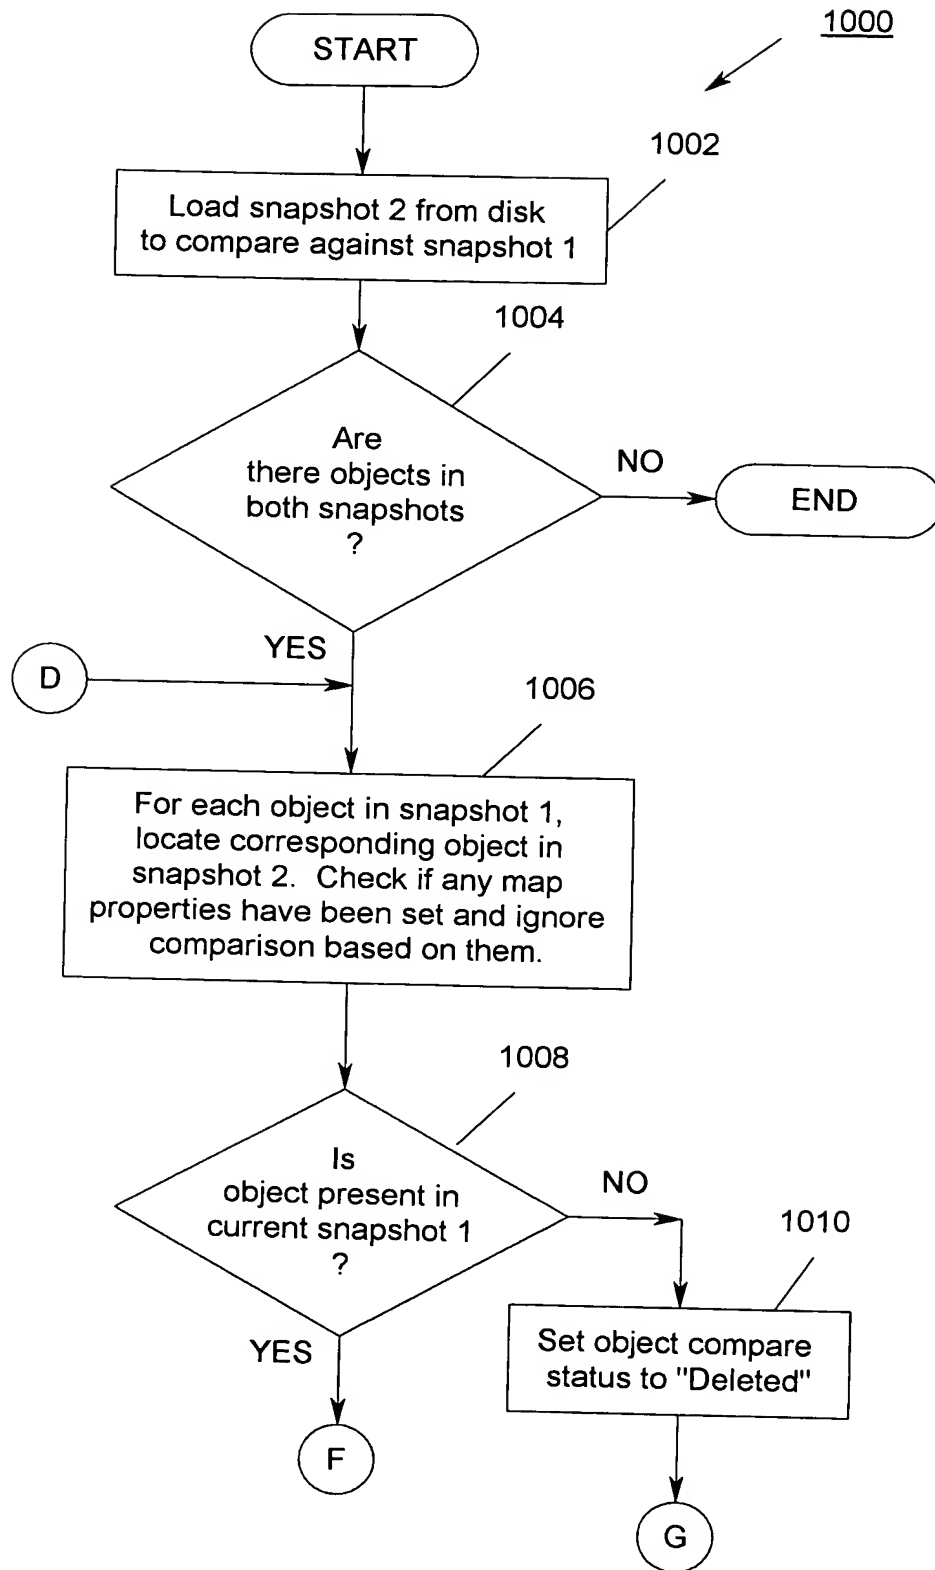 1000
START
1002
Load snapshot 2 from disk
to compare against snapshot 1
1004
Are
there objects in
both snapshots
?
NO
END
YES
D
1006
For each object in snapshot 1,
locate corresponding object in
snapshot 2. Check if any map
properties have been set and ignore
comparison based on them.
1008
Is
object present in
current snapshot 1
?
NO
1010
YES
Set object compare
status to "Deleted"
F
G